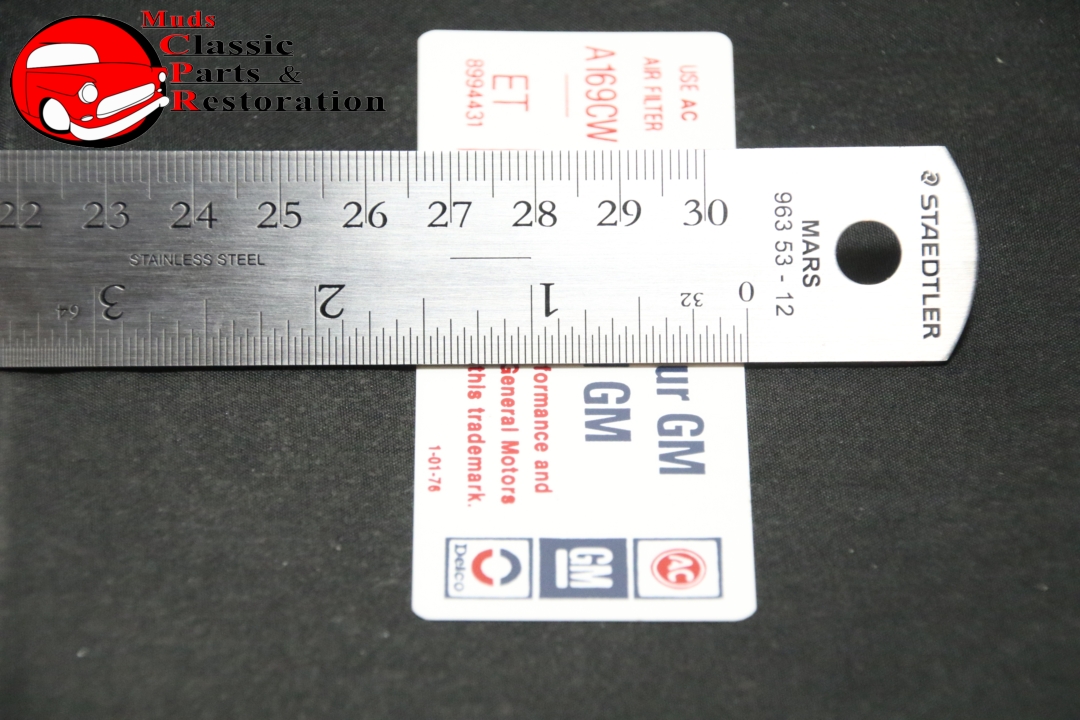 Muds
Classic
Parts &
Restoration
USE AC
AIR FILTER
A169CW
ET
8994431
22 23 24 25 26 27 28 29 30
STAINLESS STEEL
64 3 2 1 32 0
MARS
963 53 - 12
STAEDTLER
ur GM
GM
formance and
General Motors
this trademark.
1-01-76
AC
GM
Delco